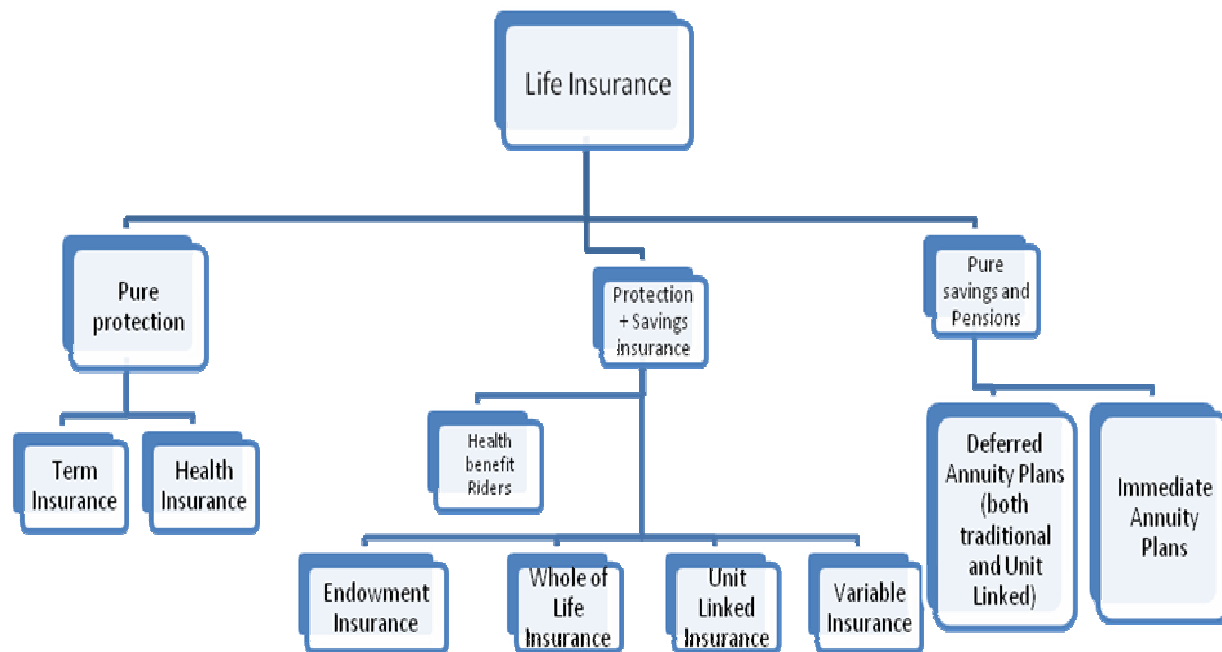 Life Insurance
Pure
protection
Protection
+ Savings
insurance
Pure
savings and
Pensions
Term
Insurance
Health
Insurance
Health
benefit
Riders
Endowment
Insurance
Whole of
Life
Insurance
Unit
Linked
Insurance
Variable
Insurance
Deferred
Annuity Plans
(both
traditional
and Unit
Linked)
Immediate
Annuity
Plans